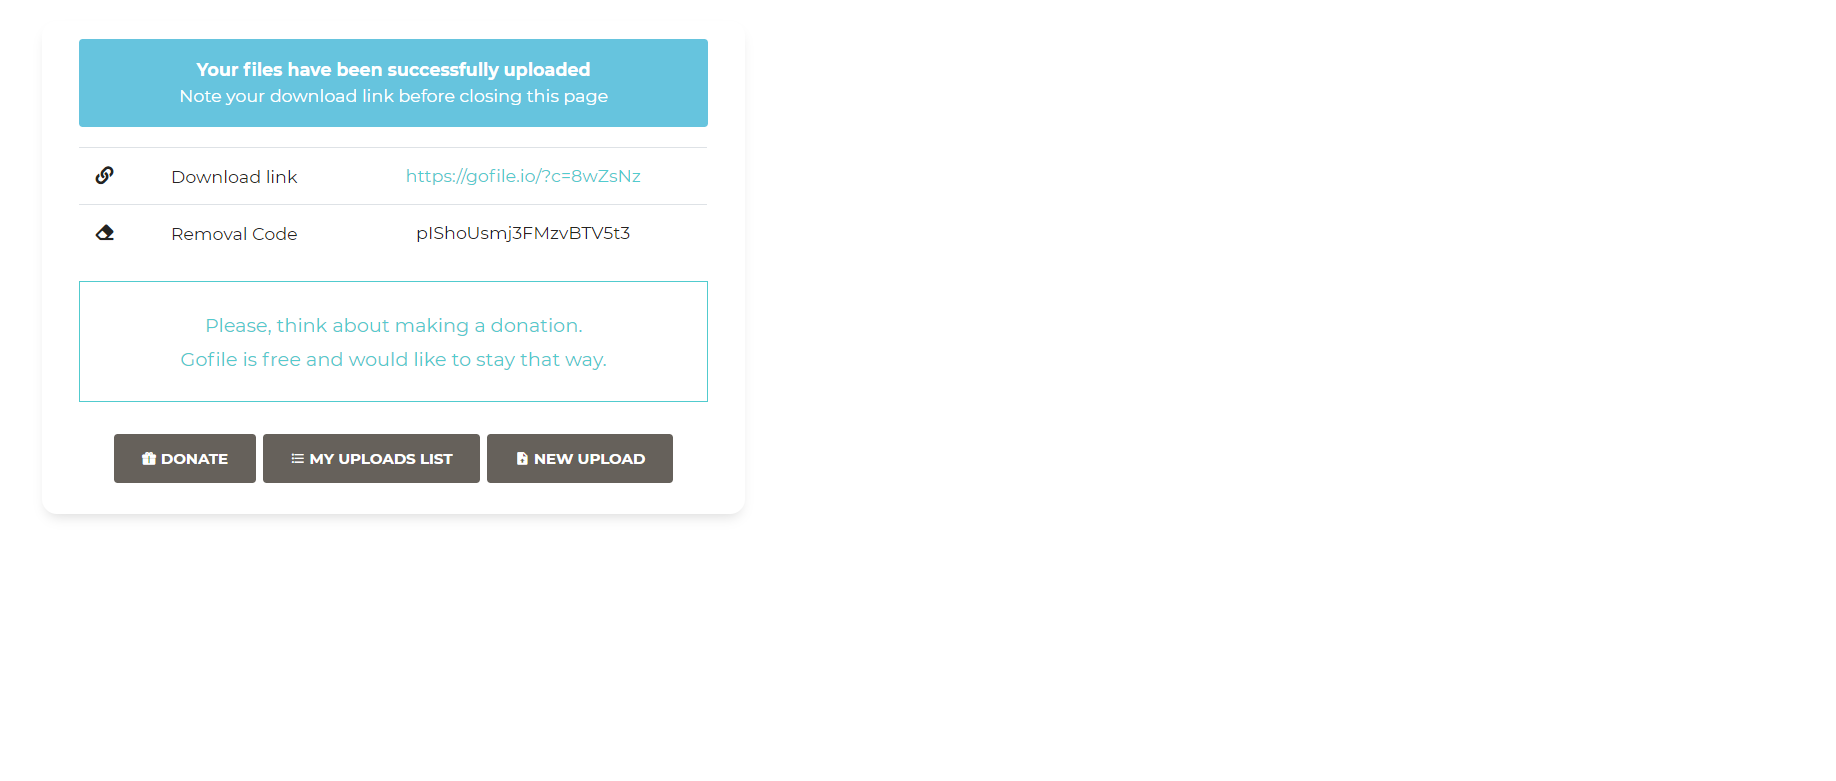 Your files have been successfully uploaded
Note your download link before closing this page
Download link https://gofile.io/?c=8wZsNz
Removal Code pIShoUsmj3FMzvBTV5t3
Please, think about making a donation.
Gofile is free and would like to stay that way.
DONATE MY UPLOADS LIST NEW UPLOAD